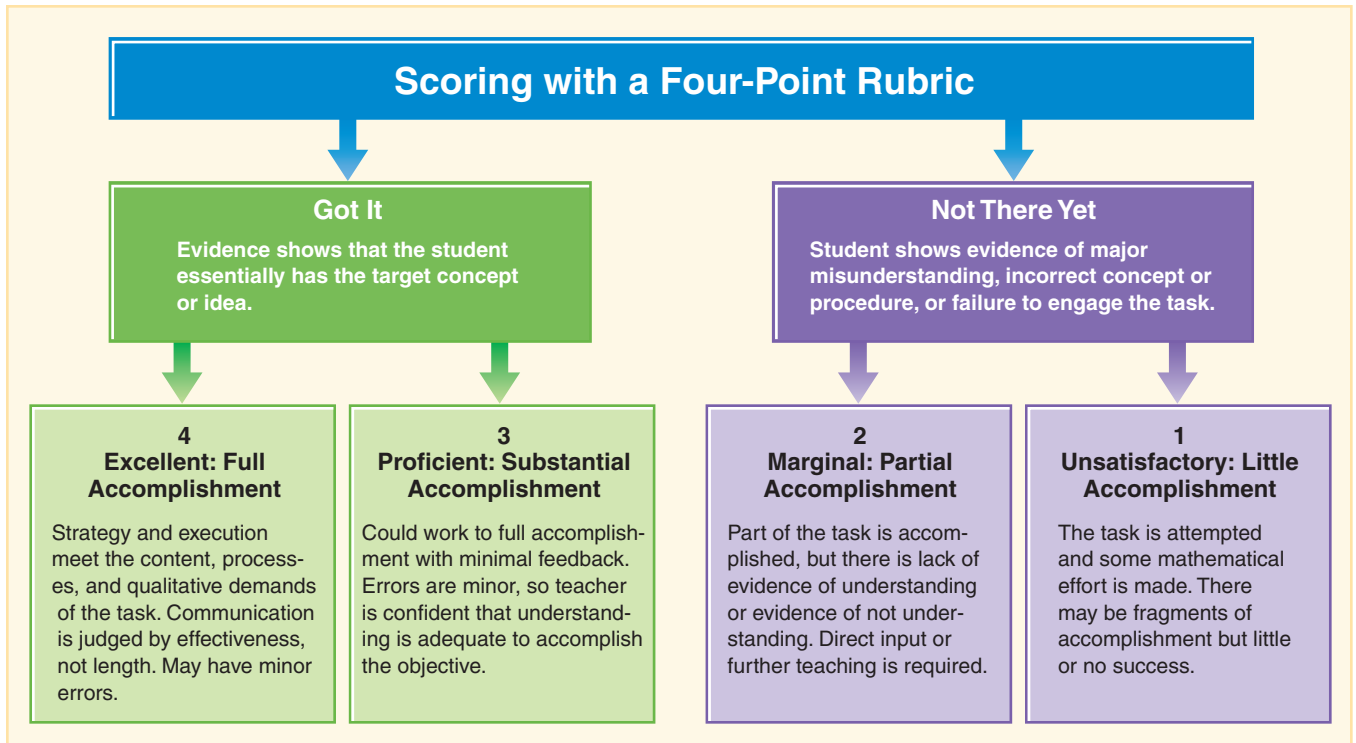 Scoring with a Four-Point Rubric
Got It
Evidence shows that the student
essentially has the target concept
or idea.
Not There Yet
Student shows evidence of major
misunderstanding, incorrect concept or
procedure, or failure to engage the task.
4
Excellent: Full
Accomplishment
Strategy and execution
meet the content, process-
es, and qualitative demands
of the task. Communication
is judged by effectiveness,
not length. May have minor
errors.
3
Proficient: Substantial
Accomplishment
Could work to full accomplish-
ment with minimal feedback.
Errors are minor, so teacher
is confident that understand-
ing is adequate to accomplish
the objective.
2
Marginal: Partial
Accomplishment
Part of the task is accom-
plished, but there is lack of
evidence of understanding
or evidence of not under-
standing. Direct input or
further teaching is required.
1
Unsatisfactory: Little
Accomplishment
The task is attempted
and some mathematical
effort is made. There
may be fragments of
accomplishment but little
or no success.